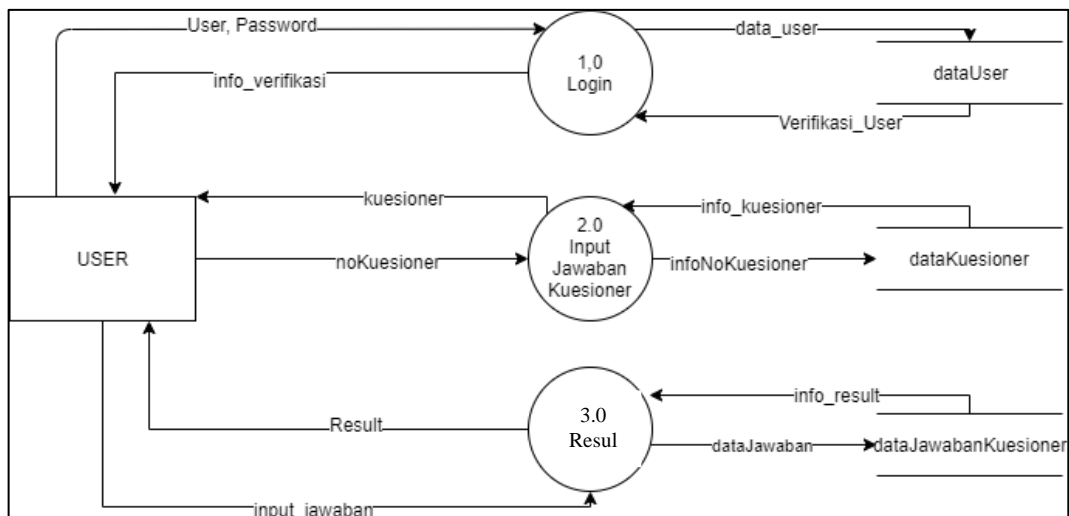 User, Password
data_user
1,0
Login
dataUser
info_verifikasi
Verifikasi_User
kuesioner
info_kuesioner
2.0
Input
Jawaban
Kuesioner
USER
noKuesioner
infoNoKuesioner
dataKuesioner
info_result
3.0
Resul
Result
dataJawaban
dataJawabanKuesioner
input_jawaban